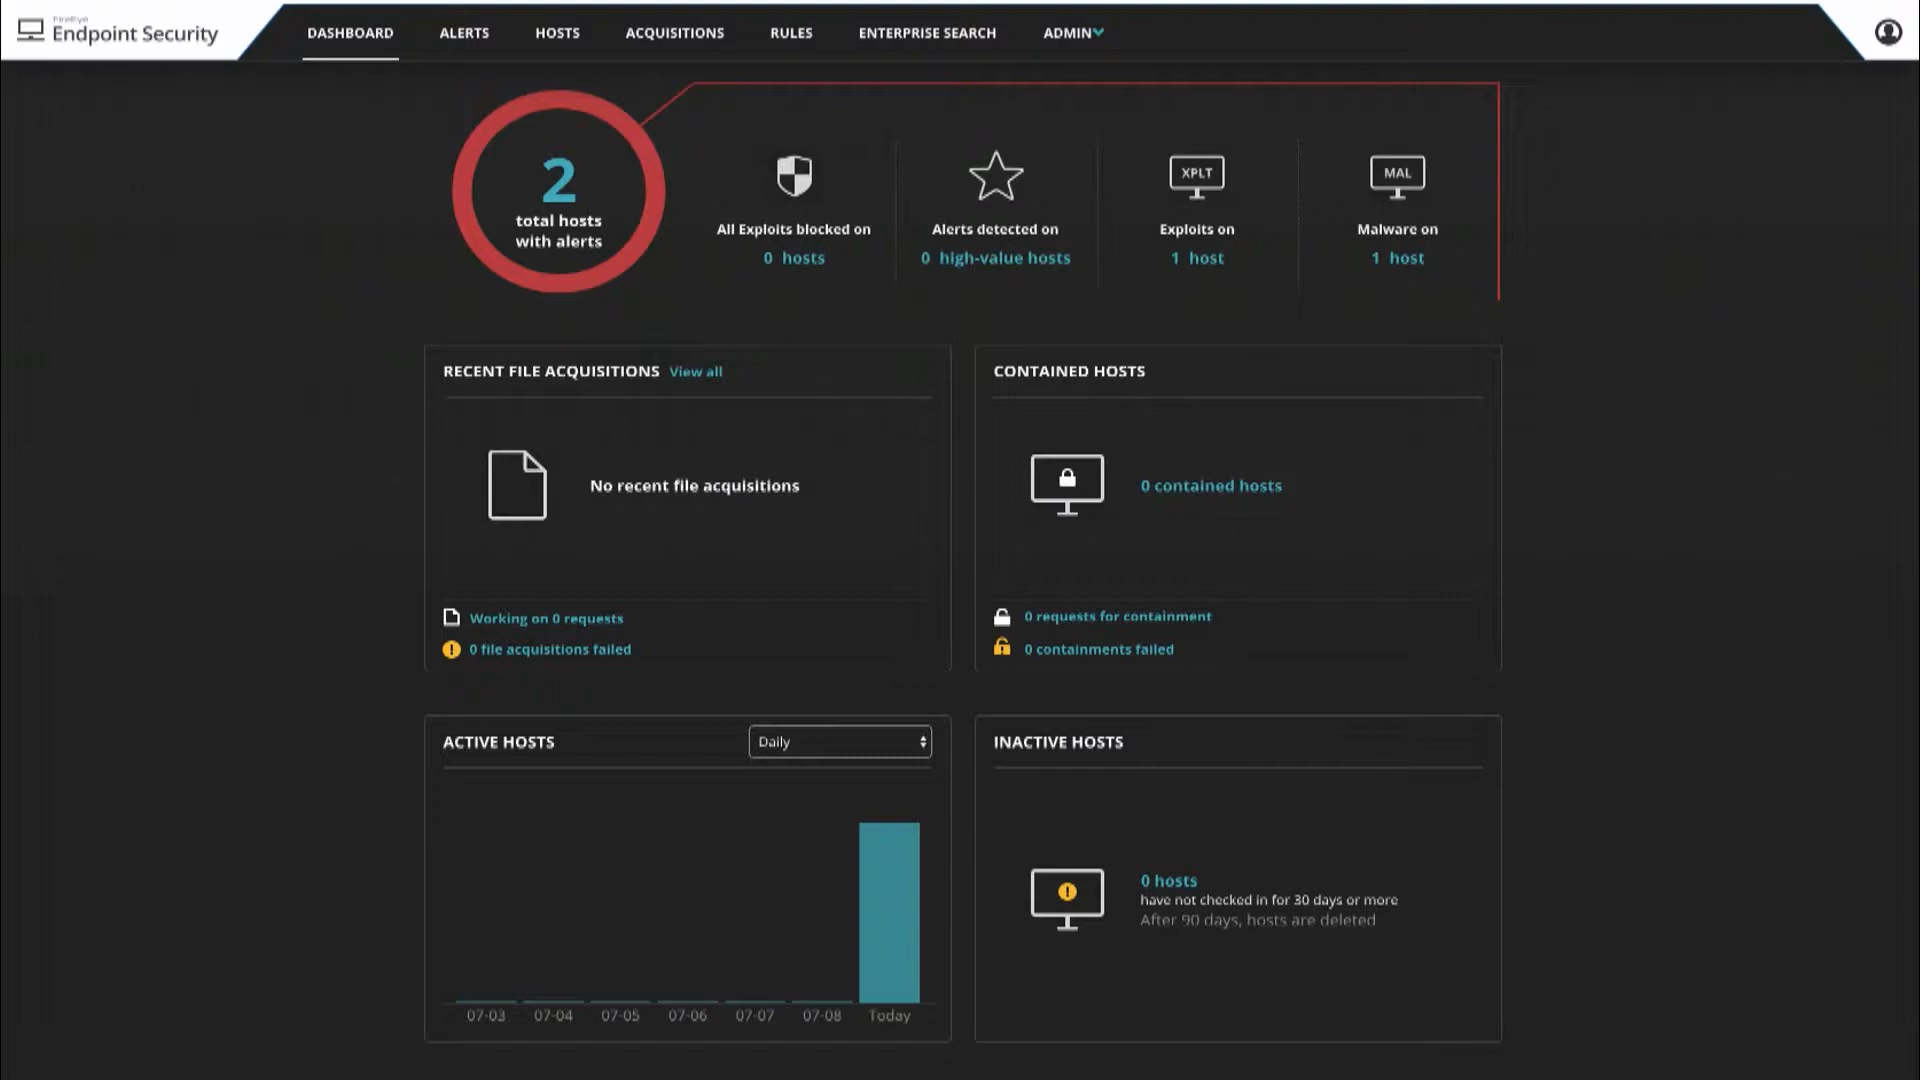 FireEye
Endpoint Security
DASHBOARD ALERTS HOSTS ACQUISITIONS RULES ENTERPRISE SEARCH ADMIN
2
total hosts
with alerts
All Exploits blocked on
0 hosts
Alerts detected on
0 high-value hosts
XPLT
Exploits on
1 host
MAL
Malware on
1 host
RECENT FILE ACQUISITIONS View all
No recent file acquisitions
Working on 0 requests
0 file acquisitions failed
CONTAINED HOSTS
0 contained hosts
0 requests for containment
0 containments failed
ACTIVE HOSTS
Daily
07-03 07-04 07-05 07-06 07-07 07-08 Today
INACTIVE HOSTS
0 hosts
have not checked in for 30 days or more
After 90 days, hosts are deleted